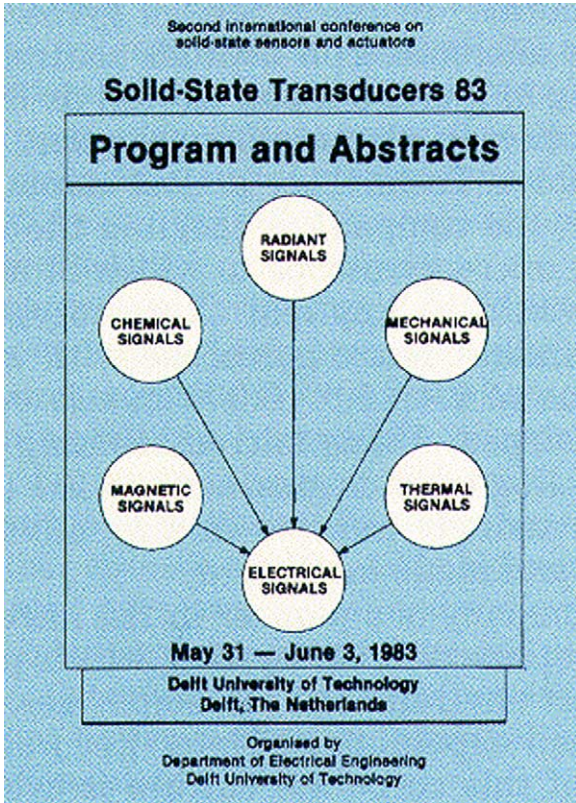 Second international conference on
solid-state sensors and actuators
Solid-State Transducers 83
Program and Abstracts
RADIANT
SIGNALS
CHEMICAL
SIGNALS
MECHANICAL
SIGNALS
MAGNETIC
SIGNALS
THERMAL
SIGNALS
ELECTRICAL
SIGNALS
May 31 — June 3, 1983
Delft University of Technology
Delft, The Netherlands
Organised by
Department of Electrical Engineering
Delft University of Technology